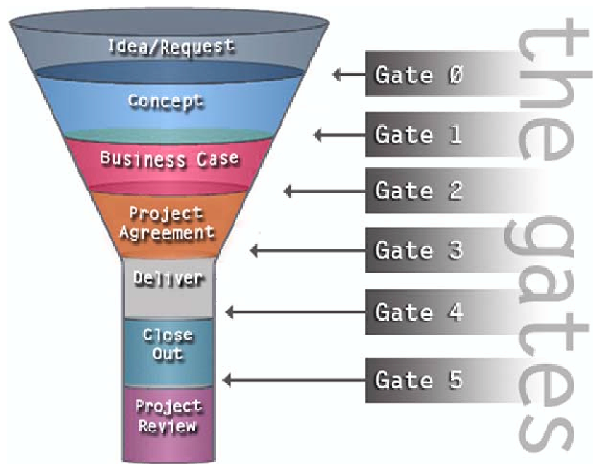 Idea/Request
Concept
Business Case
Project
Agreement
Deliver
Close
Out
Project
Review
Gate 0
Gate 1
Gate 2
Gate 3
Gate 4
Gate 5
the gates